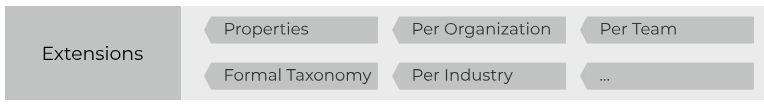 Extensions
Properties
Per Organization
Per Team
Formal Taxonomy
Per Industry
...